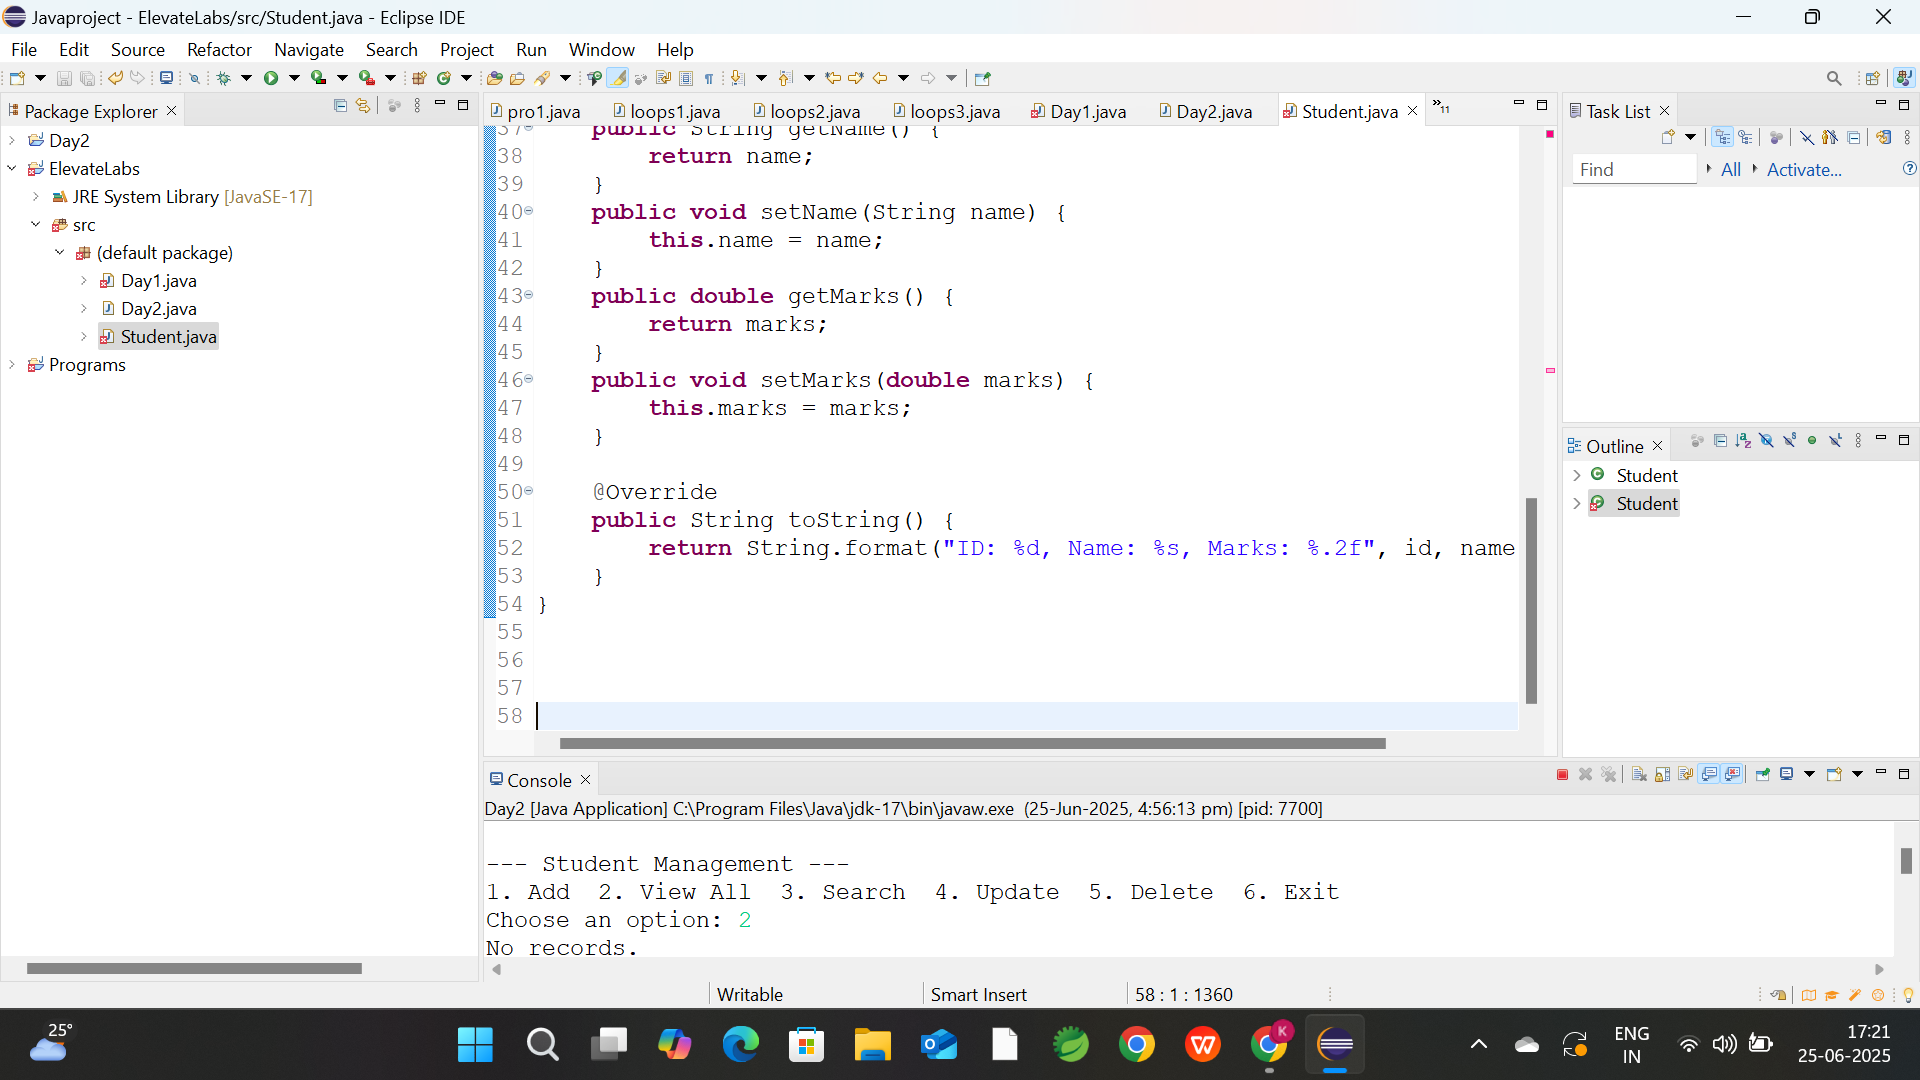 Javaproject - ElevateLabs/src/Student.java - Eclipse IDE
File Edit Source Refactor Navigate Search Project Run Window Help
Package Explorer
Day2
ElevateLabs
JRE System Library [JavaSE-17]
src
(default package)
Day1.java
Day2.java
Student.java
Programs
pro1.java loops1.java loops2.java loops3.java Day1.java Day2.java Student.java »11
37 public String getName() {
38 return name;
39 }
40 public void setName(String name) {
41 this.name = name;
42 }
43 public double getMarks() {
44 return marks;
45 }
46 public void setMarks(double marks) {
47 this.marks = marks;
48 }
49
50 @Override
51 public String toString() {
52 return String.format("ID: %d, Name: %s, Marks: %.2f", id, name
53 }
54 }
55
56
57
58
Task List
Find All Activate...
Outline
Student
Student
Console
Day2 [Java Application] C:\Program Files\Java\jdk-17\bin\javaw.exe (25-Jun-2025, 4:56:13 pm) [pid: 7700]
--- Student Management ---
1. Add 2. View All 3. Search 4. Update 5. Delete 6. Exit
Choose an option: 2
No records.
Writable Smart Insert 58 : 1 : 1360
25°
K
ENG
IN
17:21
25-06-2025